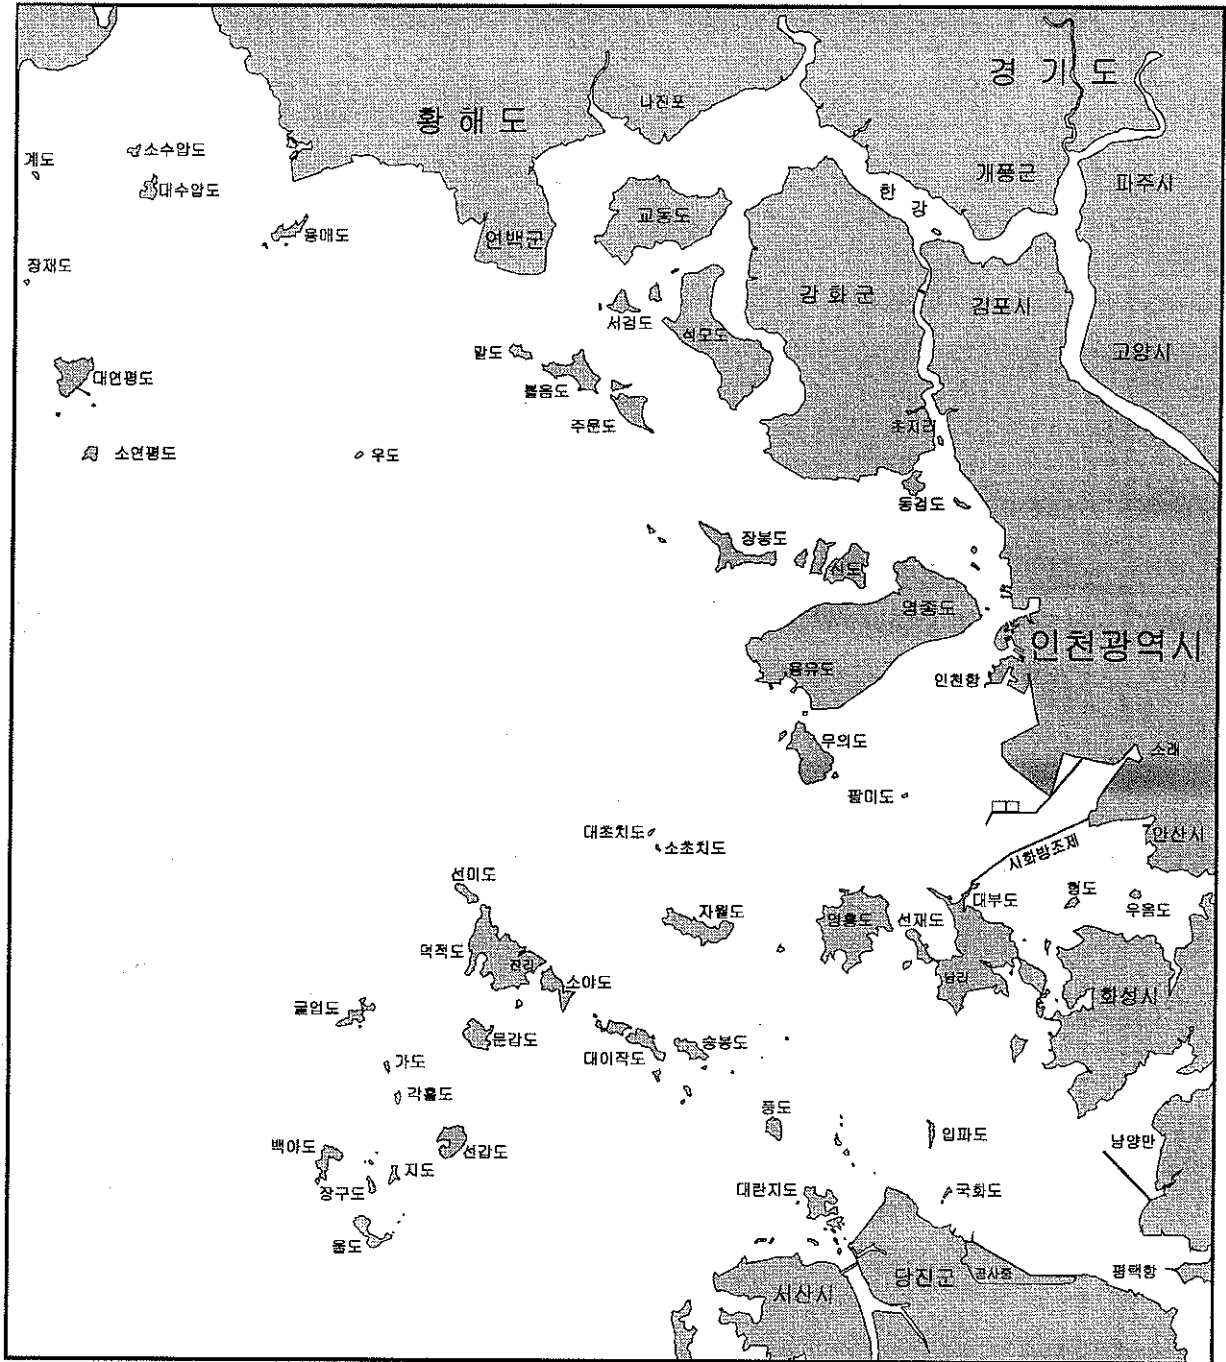 경 기 도
나진포
황 해 도
소수압도
계도
대수압도
개풍군
파주시
한
강
교동도
용매도
연백군
장재도
강 화 군
김포시
서검도
석모도
말도
고양시
대연평도
볼음도
주문도
초지리
소연평도
우도
동검도
장봉도
신도
영종도
인천광역시
용유도
인천항
무의도
소래
팔미도
대초치도
소초치도
안산시
시화방조제
선미도
대부도
형도
우음도
자월도
영흥도
선재도
덕적도
진리
소야도
남리
화성시
굴업도
문갑도
대이작도
승봉도
가도
각흘도
풍도
입파도
남양만
백아도
선갑도
지도
장구도
대란지도
국화도
울도
당진군
공사중
평택항
서산시